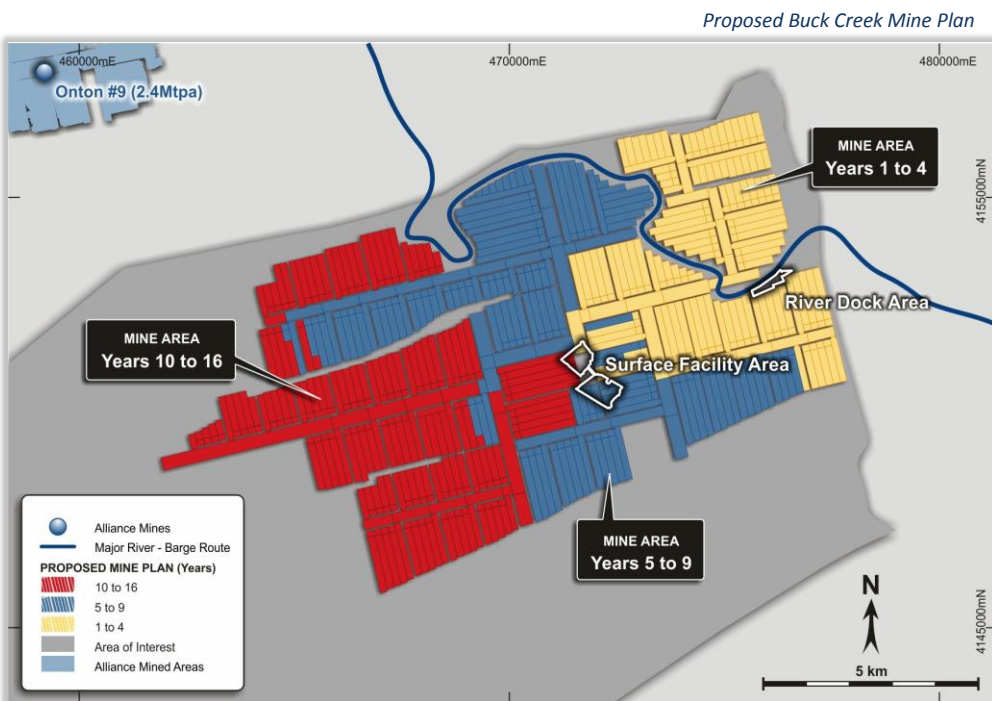 Proposed Buck Creek Mine Plan
460000mE
470000mE
480000mE
Onton #9 (2.4Mtpa)
MINE AREA
Years 1 to 4
4155000mN
River Dock Area
MINE AREA
Years 10 to 16
Surface Facility Area
MINE AREA
Years 5 to 9
Alliance Mines
Major River - Barge Route
PROPOSED MINE PLAN (Years)
10 to 16
5 to 9
1 to 4
Area of Interest
Alliance Mined Areas
N
4145000mN
5 km